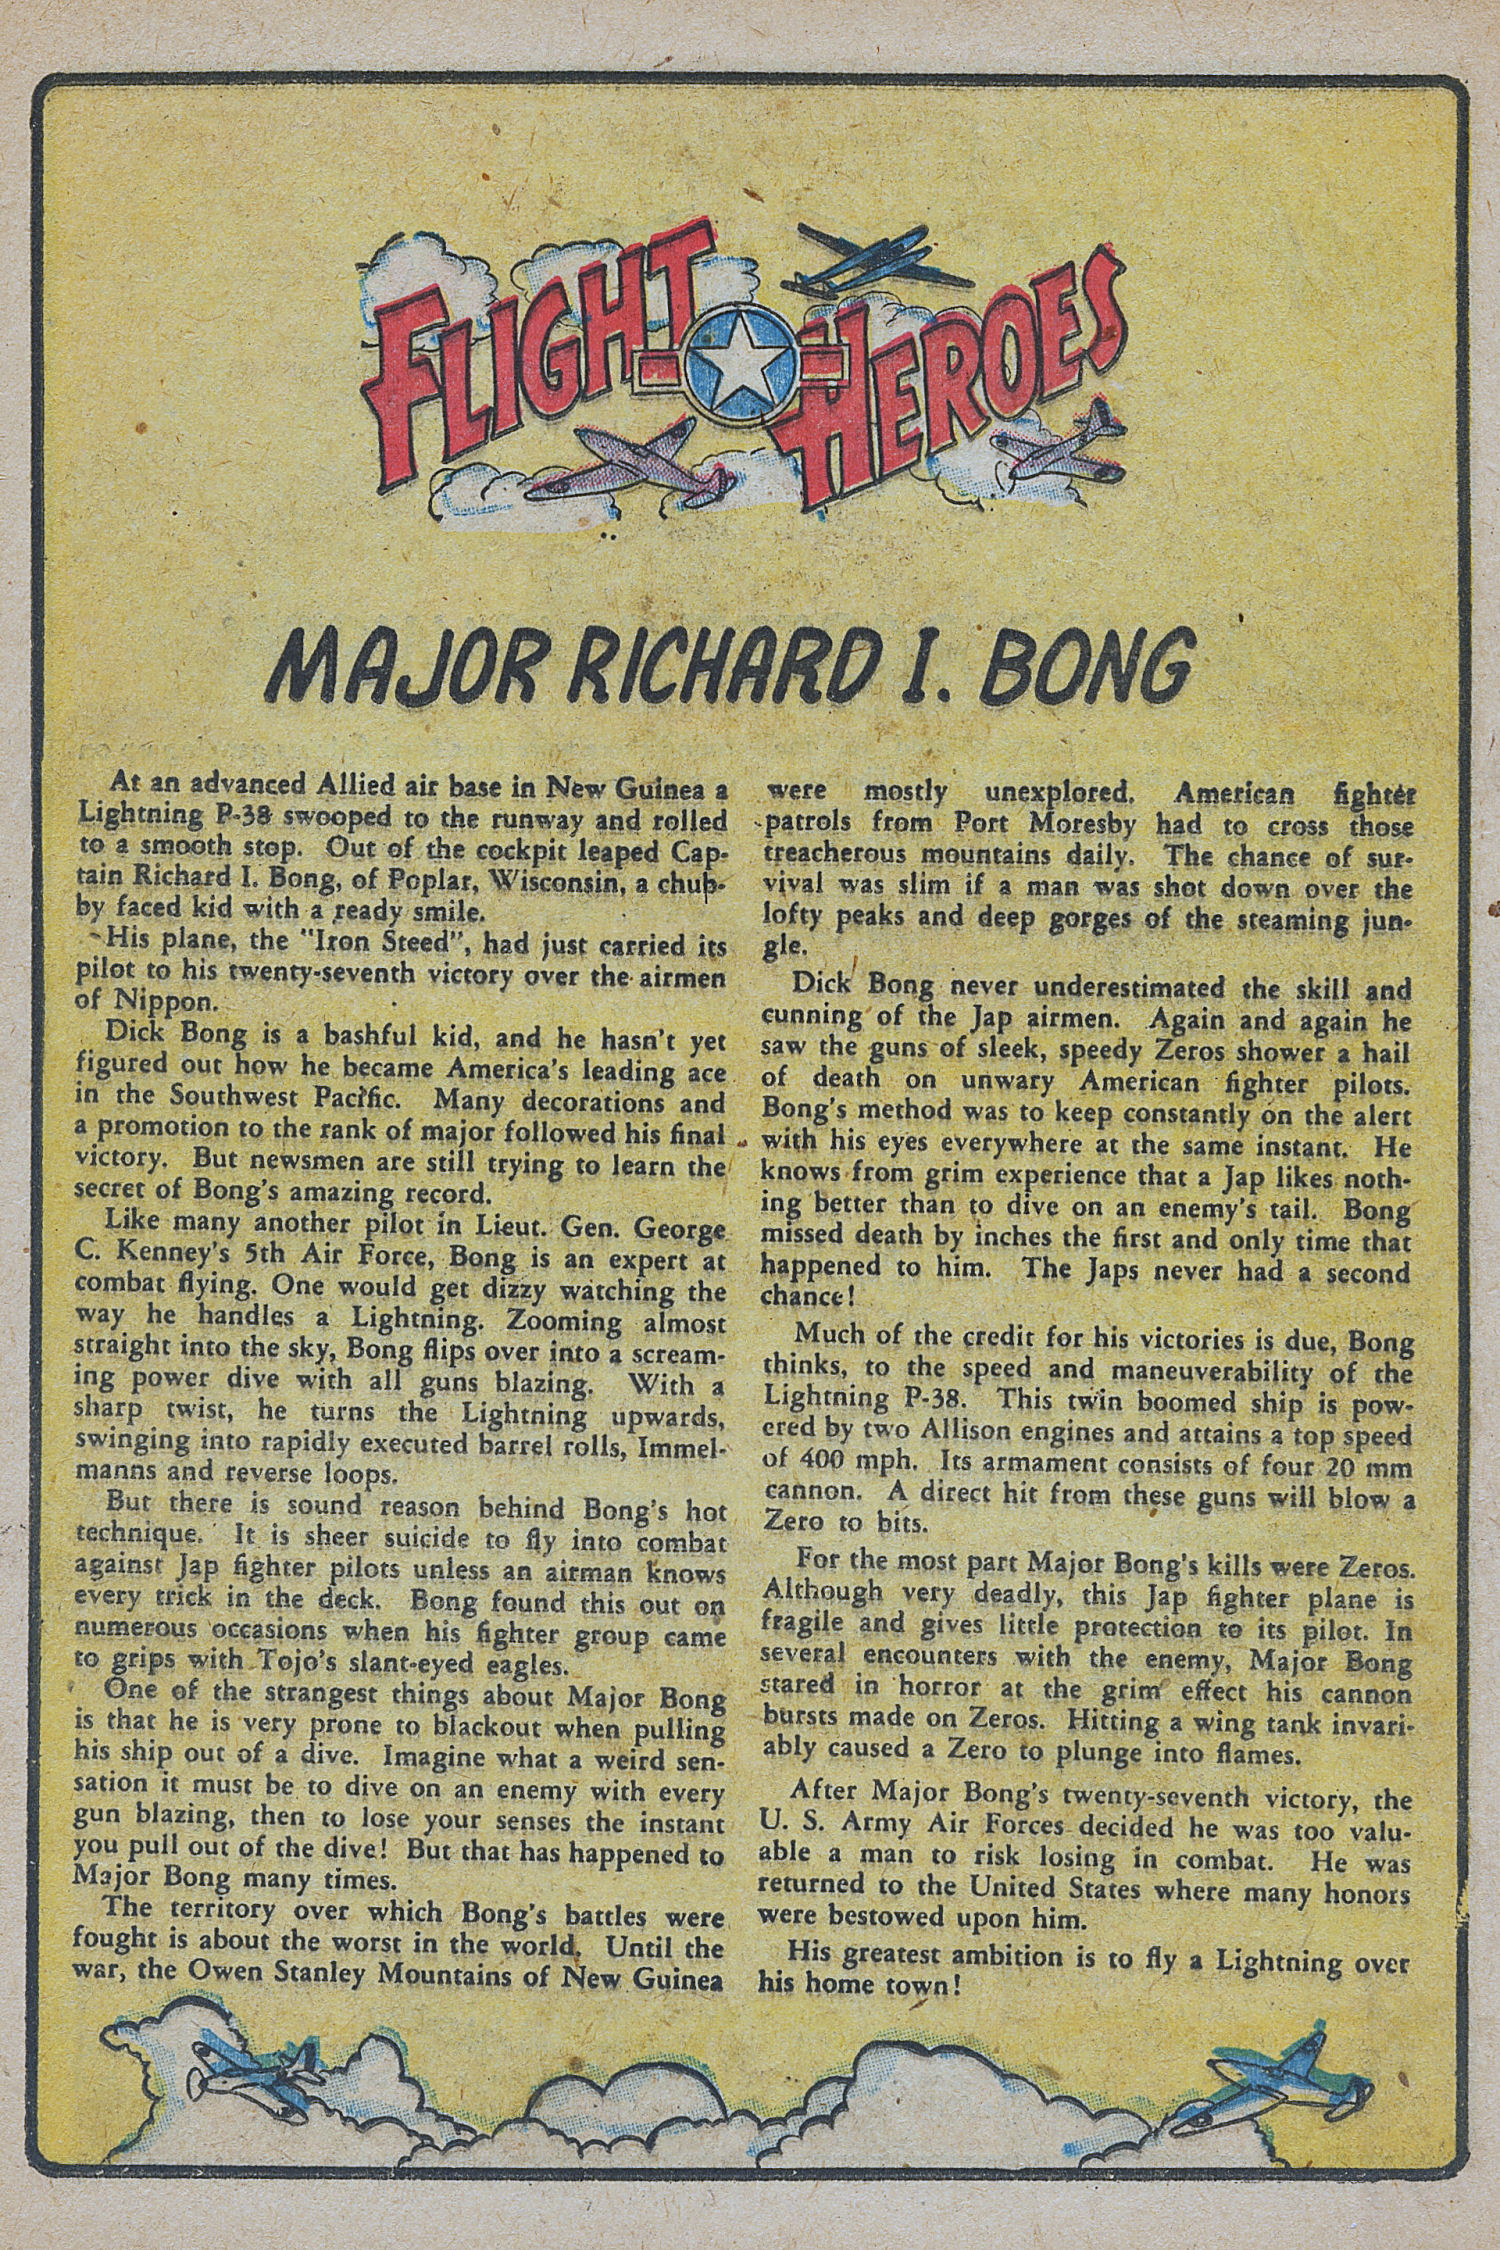 FLIGHT HEROES
MAJOR RICHARD I. BONG
At an advanced Allied air base in New Guinea a
Lightning P-38 swooped to the runway and rolled
to a smooth stop. Out of the cockpit leaped Cap-
tain Richard I. Bong, of Poplar, Wisconsin, a chub-
by faced kid with a ready smile.
His plane, the "Iron Steed", had just carried its
pilot to his twenty-seventh victory over the airmen
of Nippon.
Dick Bong is a bashful kid, and he hasn't yet
figured out how he became America's leading ace
in the Southwest Pacific. Many decorations and
a promotion to the rank of major followed his final
victory. But newsmen are still trying to learn the
secret of Bong's amazing record.
Like many another pilot in Lieut. Gen. George
C. Kenney's 5th Air Force, Bong is an expert at
combat flying. One would get dizzy watching the
way he handles a Lightning. Zooming almost
straight into the sky, Bong flips over into a scream-
ing power dive with all guns blazing. With a
sharp twist, he turns the Lightning upwards,
swinging into rapidly executed barrel rolls, Immel-
manns and reverse loops.
But there is sound reason behind Bong's hot
technique. It is sheer suicide to fly into combat
against Jap fighter pilots unless an airman knows
every trick in the deck. Bong found this out on
numerous occasions when his fighter group came
to grips with Tojo's slant-eyed eagles.
One of the strangest things about Major Bong
is that he is very prone to blackout when pulling
his ship out of a dive. Imagine what a weird sen-
sation it must be to dive on an enemy with every
gun blazing, then to lose your senses the instant
you pull out of the dive! But that has happened to
Major Bong many times.
The territory over which Bong's battles were
fought is about the worst in the world. Until the
war, the Owen Stanley Mountains of New Guinea
were mostly unexplored. American fighter
patrols from Port Moresby had to cross those
treacherous mountains daily. The chance of sur-
vival was slim if a man was shot down over the
lofty peaks and deep gorges of the steaming jun-
gle.
Dick Bong never underestimated the skill and
cunning of the Jap airmen. Again and again he
saw the guns of sleek, speedy Zeros shower a hail
of death on unwary American fighter pilots.
Bong's method was to keep constantly on the alert
with his eyes everywhere at the same instant. He
knows from grim experience that a Jap likes noth-
ing better than to dive on an enemy's tail. Bong
missed death by inches the first and only time that
happened to him. The Japs never had a second
chance!
Much of the credit for his victories is due, Bong
thinks, to the speed and maneuverability of the
Lightning P-38. This twin boomed ship is pow-
ered by two Allison engines and attains a top speed
of 400 mph. Its armament consists of four 20 mm
cannon. A direct hit from these guns will blow a
Zero to bits.
For the most part Major Bong's kills were Zeros.
Although very deadly, this Jap fighter plane is
fragile and gives little protection to its pilot. In
several encounters with the enemy, Major Bong
stared in horror at the grim effect his cannon
bursts made on Zeros. Hitting a wing tank invari-
ably caused a Zero to plunge into flames.
After Major Bong's twenty-seventh victory, the
U. S. Army Air Forces decided he was too valu-
able a man to risk losing in combat. He was
returned to the United States where many honors
were bestowed upon him.
His greatest ambition is to fly a Lightning over
his home town!